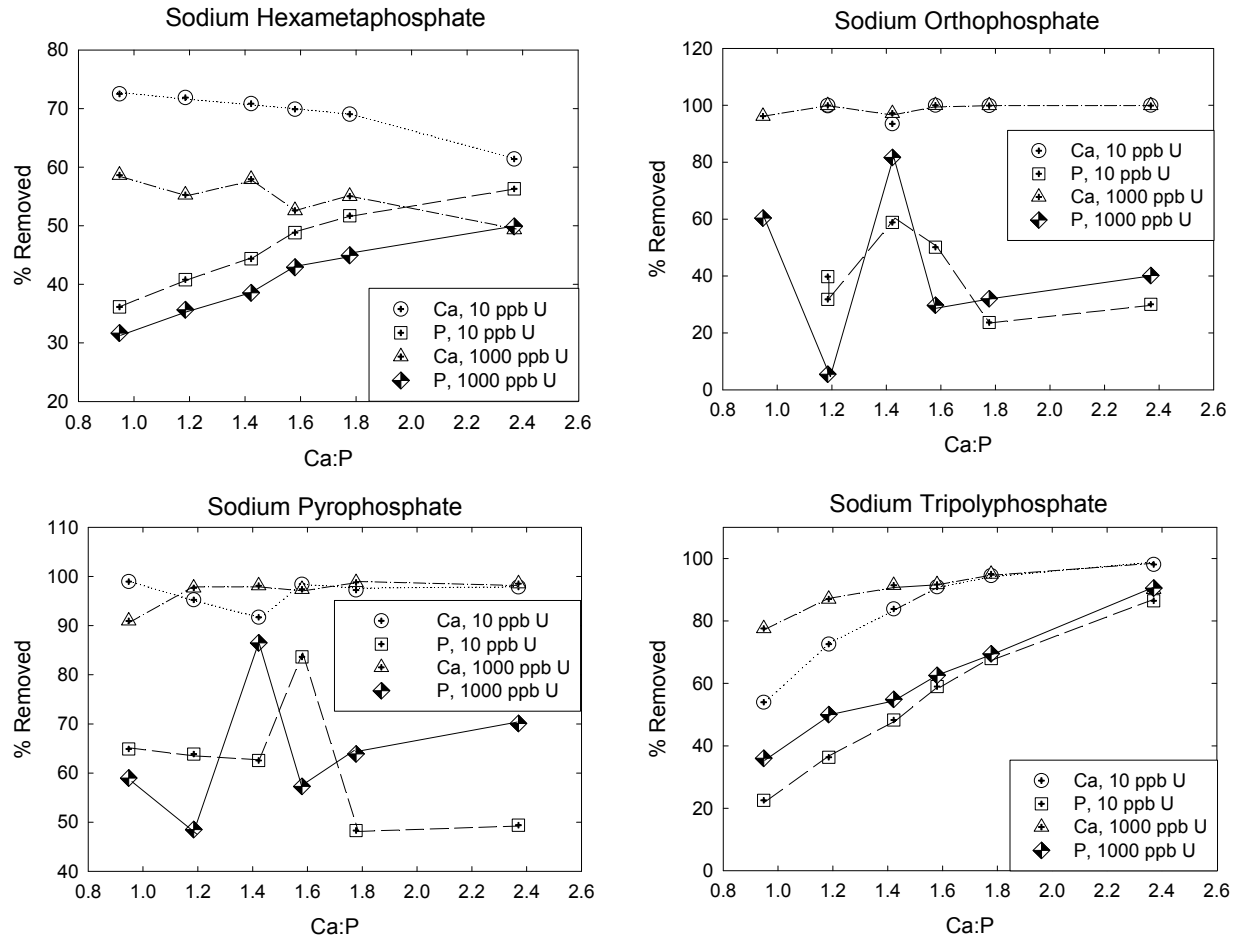 Sodium Hexametaphosphate
80
70
60
50
40
30
20
% Removed
Ca, 10 ppb U
P, 10 ppb U
Ca, 1000 ppb U
P, 1000 ppb U
0.8 1.0 1.2 1.4 1.6 1.8 2.0 2.2 2.4 2.6
Ca:P
Sodium Orthophosphate
120
100
80
60
40
20
0
% Removed
Ca, 10 ppb U
P, 10 ppb U
Ca, 1000 ppb U
P, 1000 ppb U
0.8 1.0 1.2 1.4 1.6 1.8 2.0 2.2 2.4 2.6
Ca:P
Sodium Pyrophosphate
110
100
90
80
70
60
50
40
% Removed
Ca, 10 ppb U
P, 10 ppb U
Ca, 1000 ppb U
P, 1000 ppb U
0.8 1.0 1.2 1.4 1.6 1.8 2.0 2.2 2.4 2.6
Ca:P
Sodium Tripolyphosphate
100
80
60
40
20
0
% Removed
Ca, 10 ppb U
P, 10 ppb U
Ca, 1000 ppb U
P, 1000 ppb U
0.8 1.0 1.2 1.4 1.6 1.8 2.0 2.2 2.4 2.6
Ca:P